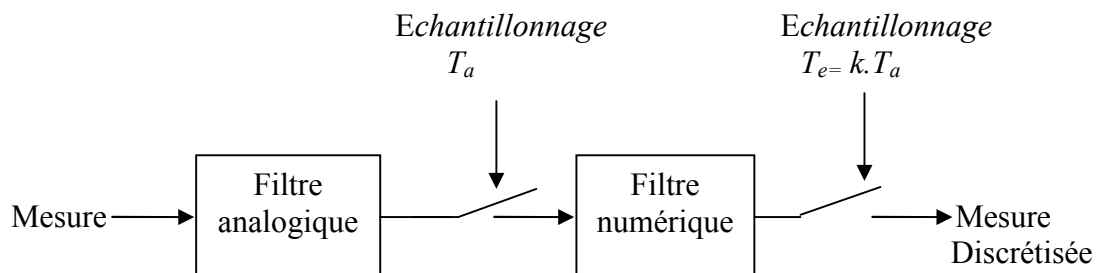 Echantillonnage
Tₐ
Echantillonnage
Tₑ₌ k.Tₐ
Mesure
Filtre
analogique
Filtre
numérique
Mesure
Discrétisée